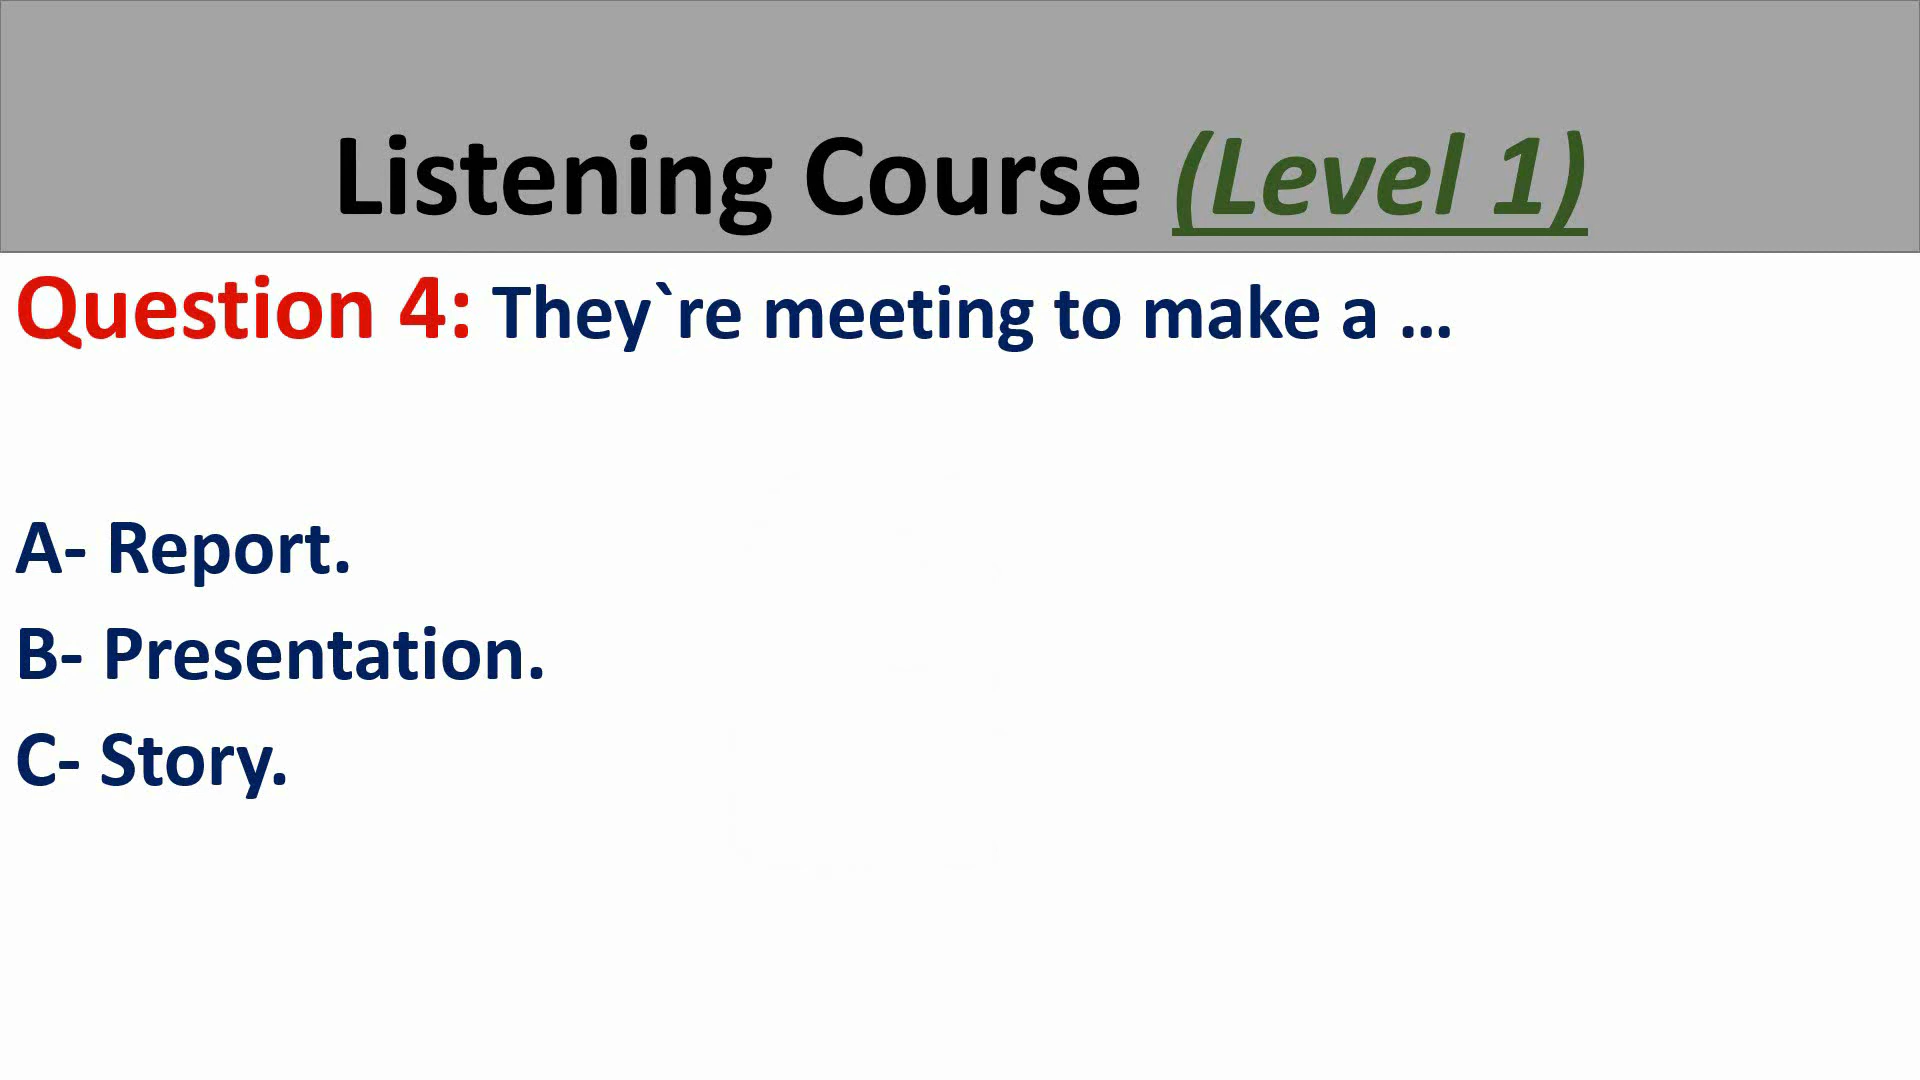 Listening Course (Level 1)
Question 4: They`re meeting to make a ...
A- Report.
B- Presentation.
C- Story.